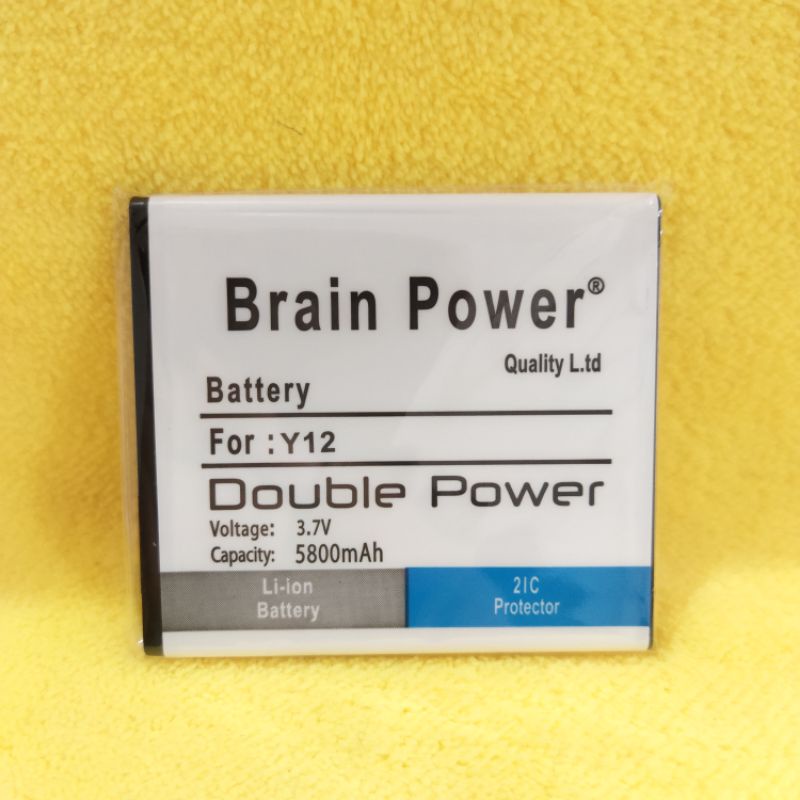 Brain Power®
Quality L.td
Battery
For : Y12
Double Power
Voltage: 3.7V
Capacity: 5800mAh
Li-ion
Battery
2IC
Protector